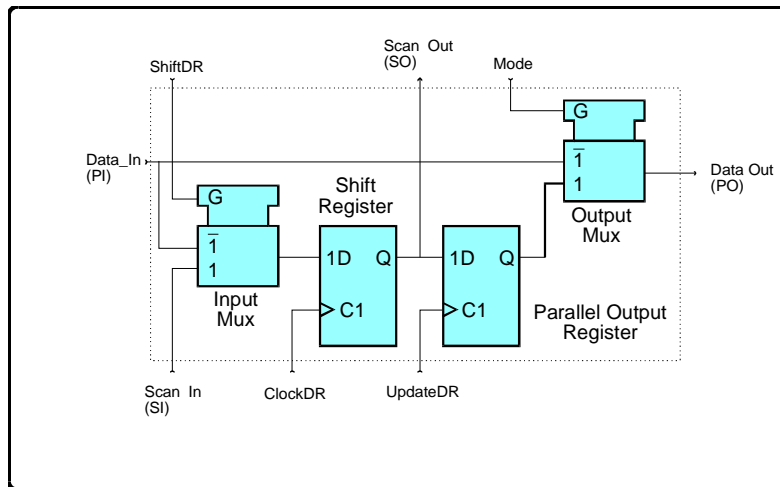 Scan Out
(SO)
ShiftDR
Mode
G
Data_In
(PI)
1̅
1
Data Out
(PO)
Shift
Register
G
Output
Mux
1̅
1
1D Q
1D Q
Input
Mux
C1
C1
Parallel Output
Register
Scan In
(SI)
ClockDR
UpdateDR